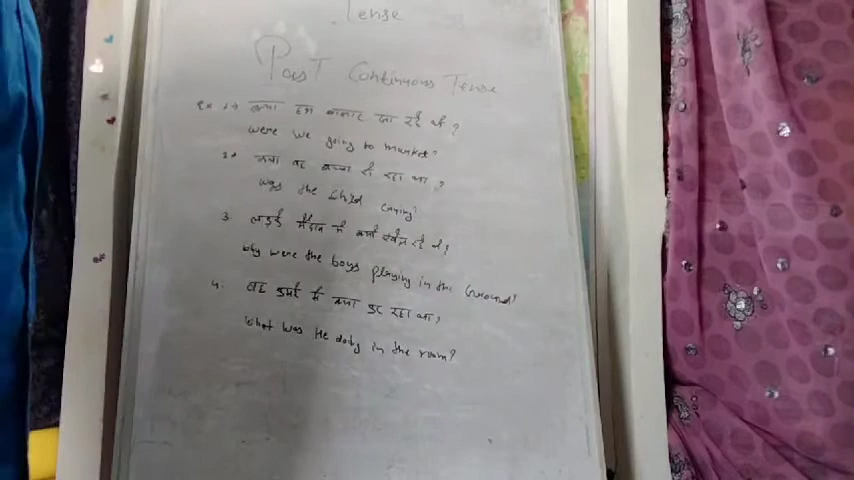 Tense
Past Continuous Tense
Ex 1) क्या हम बाजार जा रहे थे?
were we going to market?
2. क्या वह बच्चा रो रहा था?
was the child crying?
3. लड़के मैदान में क्यों खेल रहे थे?
why were the boys playing in the Ground?
4. वह कमरे में क्या कर रहा था?
What was He doing in the room?